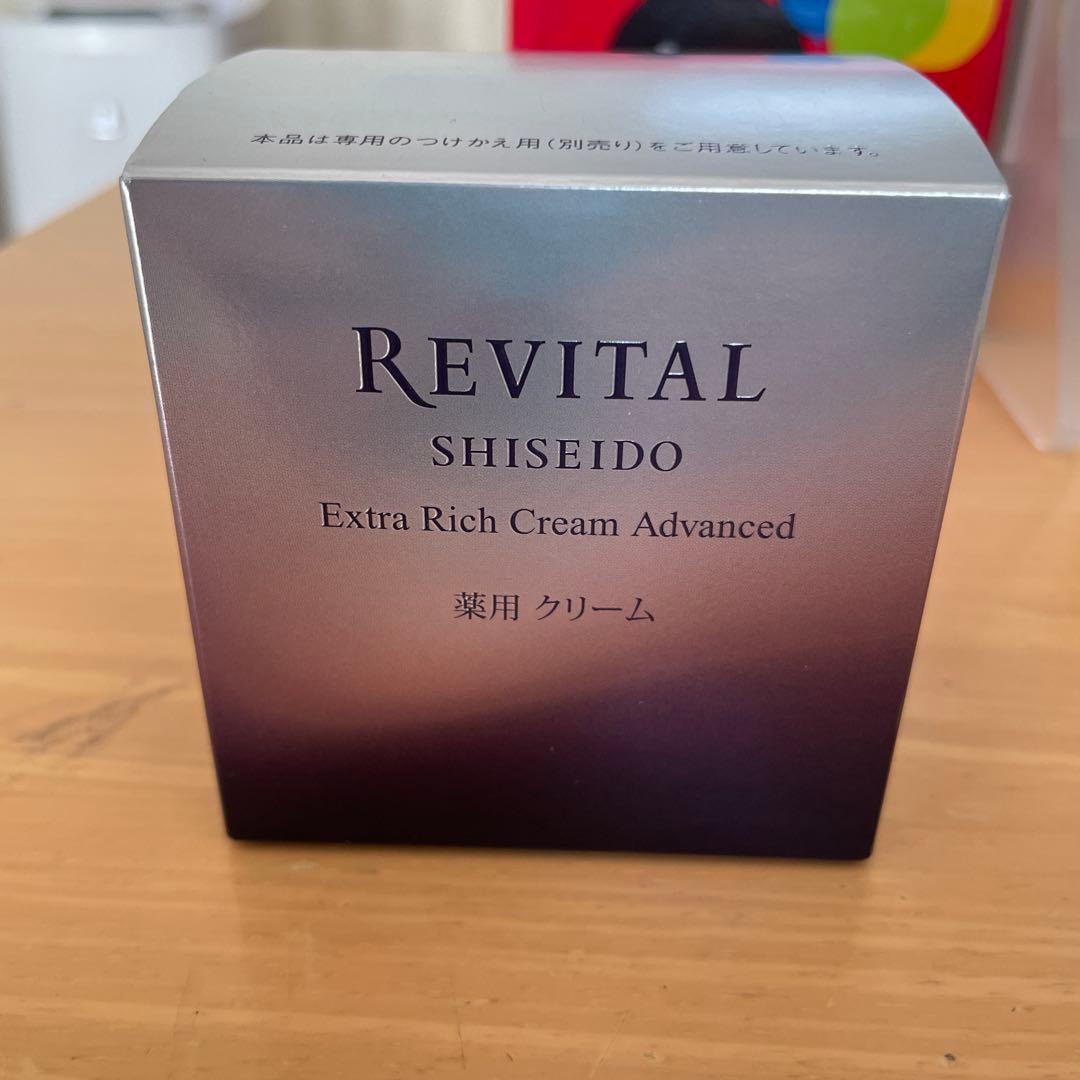 本品は専用のつけかえ用(別売り)をご用意しています。
REVITAL
SHISEIDO
Extra Rich Cream Advanced
薬用 クリーム